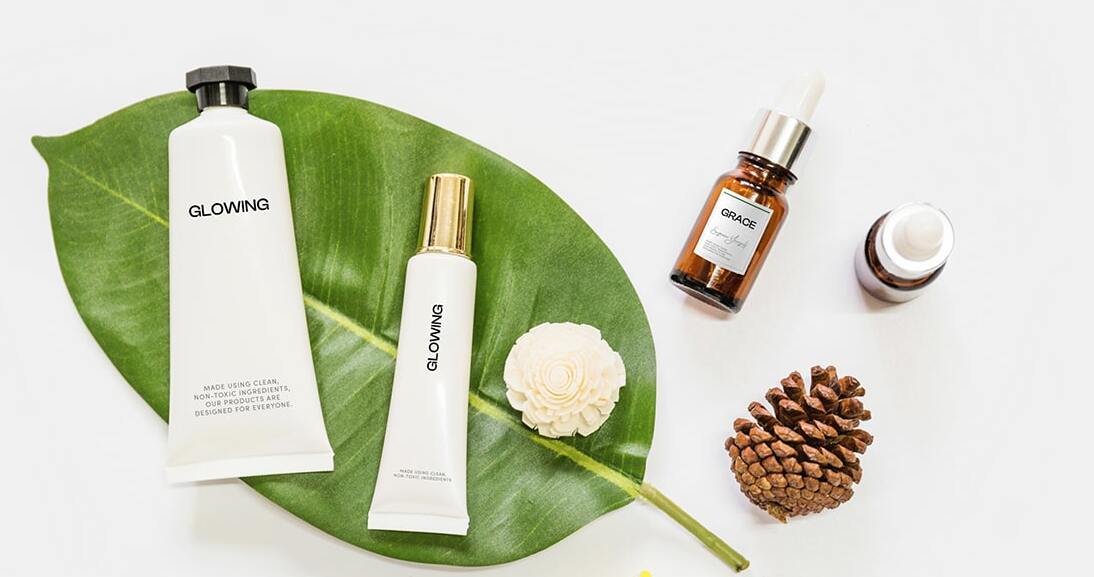 GLOWING
MADE USING CLEAN,
NON-TOXIC INGREDIENTS,
OUR PRODUCTS ARE
DESIGNED FOR EVERYONE.
GLOWING
MADE USING CLEAN,
NON-TOXIC INGREDIENTS
GRACE